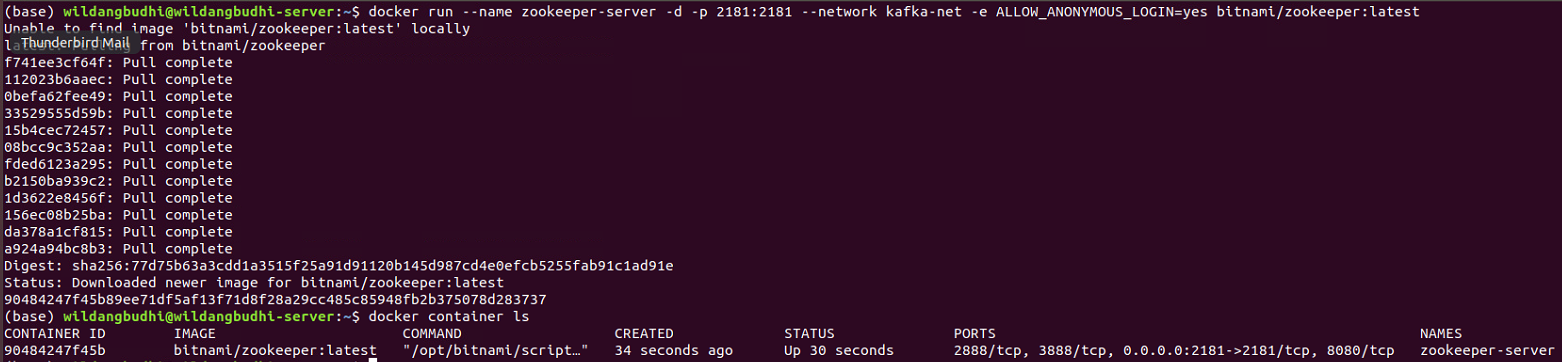 (base) wildangbudhi@wildangbudhi-server:~$ docker run --name zookeeper-server -d -p 2181:2181 --network kafka-net -e ALLOW_ANONYMOUS_LOGIN=yes bitnami/zookeeper:latest
Unable to find image 'bitnami/zookeeper:latest' locally
Thunderbird Mail from bitnami/zookeeper
f741ee3cf64f: Pull complete
112023b6aaec: Pull complete
0befa62fee49: Pull complete
33529555d59b: Pull complete
15b4cec72457: Pull complete
08bcc9c352aa: Pull complete
fded6123a295: Pull complete
b2150ba939c2: Pull complete
1d3622e8456f: Pull complete
156ec08b25ba: Pull complete
da378a1cf815: Pull complete
a924a94bc8b3: Pull complete
Digest: sha256:77d75b63a3cdd1a3515f25a91d91120b145d987cd4e0efcb5255fab91c1ad91e
Status: Downloaded newer image for bitnami/zookeeper:latest
90484247f45b89ee71df5af13f71d8f28a29cc485c85948fb2b375078d283737
(base) wildangbudhi@wildangbudhi-server:~$ docker container ls
CONTAINER ID IMAGE COMMAND CREATED STATUS PORTS NAMES
90484247f45b bitnami/zookeeper:latest "/opt/bitnami/script…" 34 seconds ago Up 30 seconds 2888/tcp, 3888/tcp, 0.0.0.0:2181->2181/tcp, 8080/tcp zookeeper-server